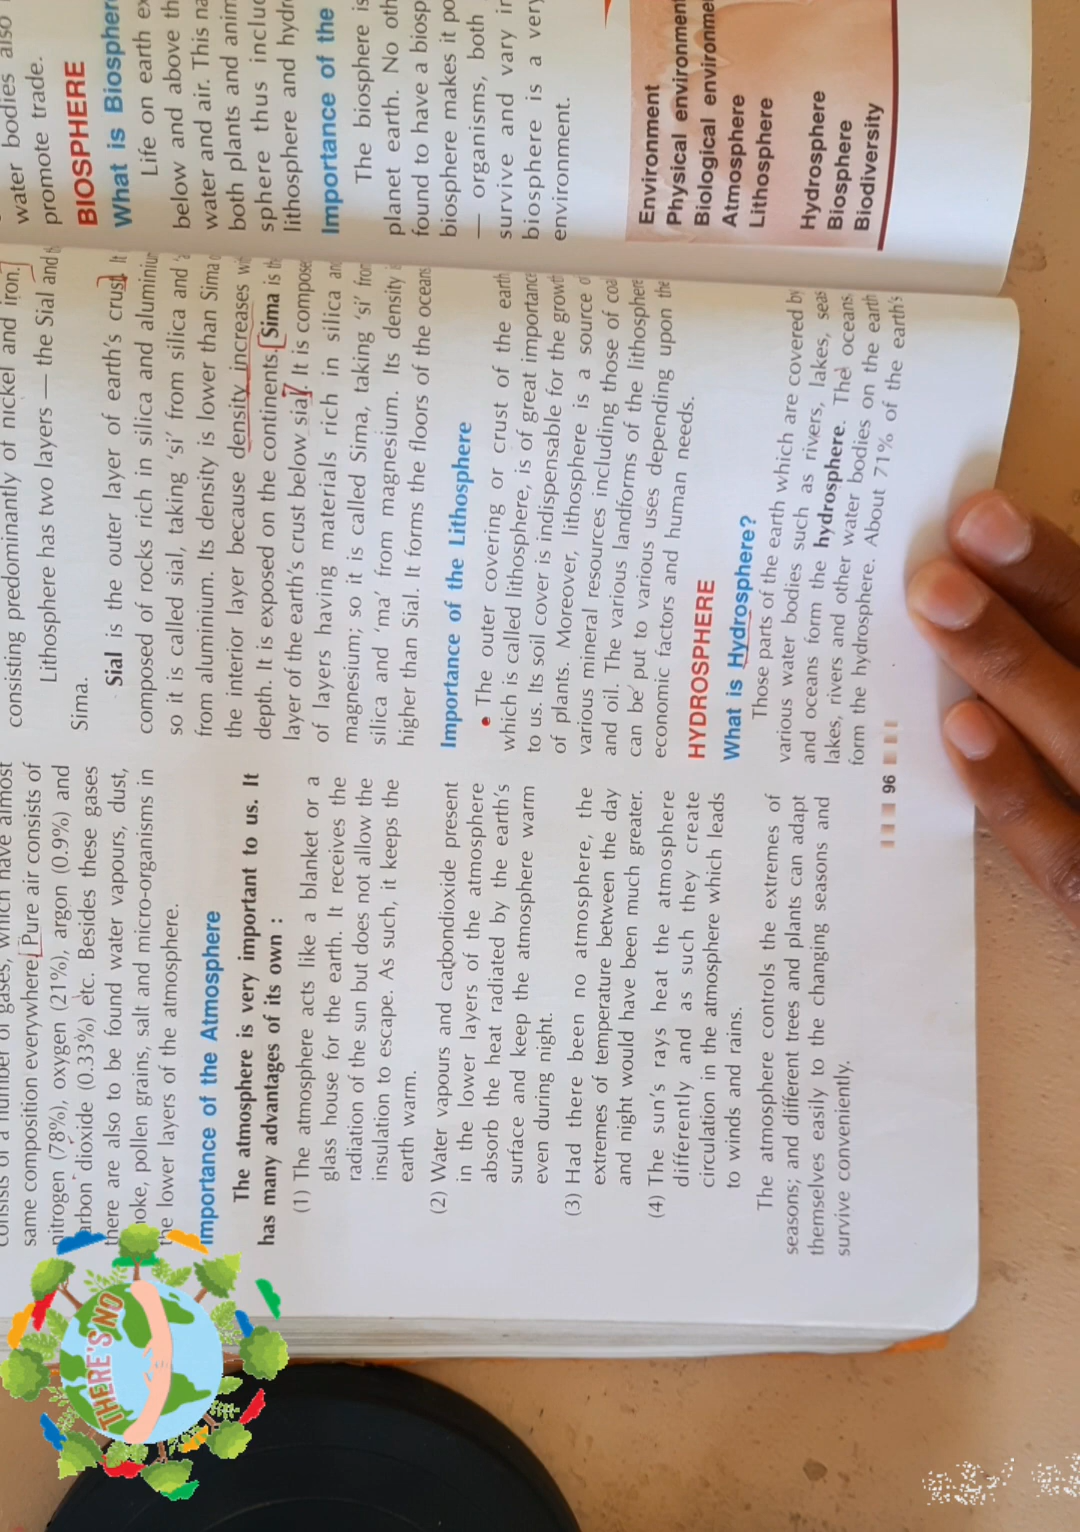 consisting of a number of gases, which have almost
same composition everywhere. Pure air consists of
nitrogen (78%), oxygen (21%), argon (0.9%) and
carbon dioxide (0.33%) etc. Besides these gases
there are also to be found water vapours, dust,
smoke, pollen grains, salt and micro-organisms in
the lower layers of the atmosphere.
Importance of the Atmosphere
The atmosphere is very important to us. It
has many advantages of its own :
(1) The atmosphere acts like a blanket or a
glass house for the earth. It receives the
radiation of the sun but does not allow the
insulation to escape. As such, it keeps the
earth warm.
(2) Water vapours and carbondioxide present
in the lower layers of the atmosphere
absorb the heat radiated by the earth's
surface and keep the atmosphere warm
even during night.
(3) Had there been no atmosphere, the
extremes of temperature between the day
and night would have been much greater.
(4) The sun's rays heat the atmosphere
differently and as such they create
circulation in the atmosphere which leads
to winds and rains.
The atmosphere controls the extremes of
seasons; and different trees and plants can adapt
themselves easily to the changing seasons and
survive conveniently.
consisting predominantly of nickel and iron.
Lithosphere has two layers — the Sial and
Sima.
Sial is the outer layer of earth's crust. It
composed of rocks rich in silica and aluminium
so it is called sial, taking 'si' from silica and
from aluminium. Its density is lower than Sima
the interior layer because density increases
depth. It is exposed on the continents. Sima is
layer of the earth's crust below sial. It is
of layers having materials rich in silica and
magnesium; so it is called Sima, taking 'si' from
silica and 'ma' from magnesium. Its density
higher than Sial. It forms the floors of the oceans
Importance of the Lithosphere
• The outer covering or crust of the earth
which is called lithosphere, is of great importance
to us. Its soil cover is indispensable for the growth
of plants. Moreover, lithosphere is a source of
various mineral resources including those of coal
and oil. The various landforms of the lithosphere
can be put to various uses depending upon the
economic factors and human needs.
HYDROSPHERE
What is Hydrosphere?
Those parts of the earth which are covered by
various water bodies such as rivers, lakes, seas
and oceans form the hydrosphere. The oceans,
lakes, rivers and other water bodies on the earth
form the hydrosphere. About 71% of the earth's
96
water bodies also
promote trade.
BIOSPHERE
What is Biosphere
Life on earth
below and above
water and air. This
both plants and
sphere thus
lithosphere and
Importance of the
The biosphere is
planet earth. No
found to have a
biosphere makes it
— organisms, both
survive and vary
biosphere is a very
environment.
Environment
Physical environment
Biological environment
Atmosphere
Lithosphere
Hydrosphere
Biosphere
Biodiversity
THERE'S NO